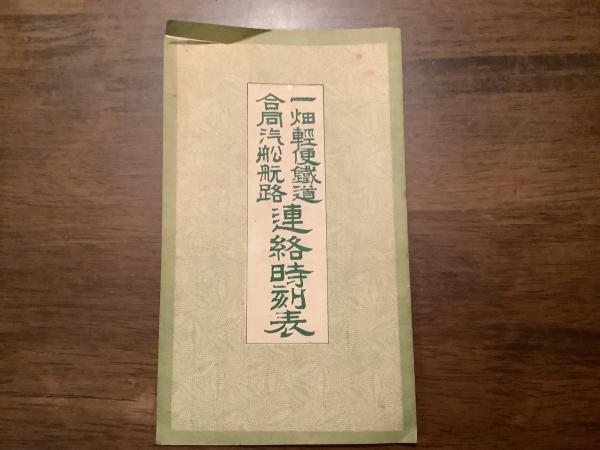 一畑輕便鐵道
合同汽船航路
連絡時刻表